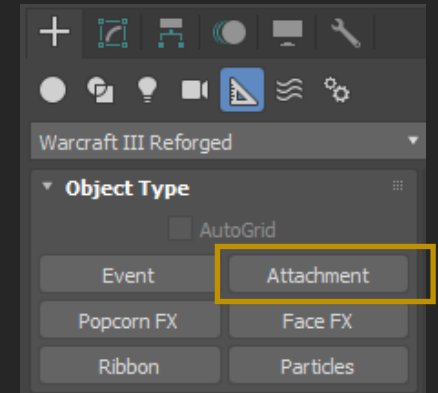 Warcraft III Reforged
Object Type
AutoGrid
Event Attachment
Popcorn FX Face FX
Ribbon Particles